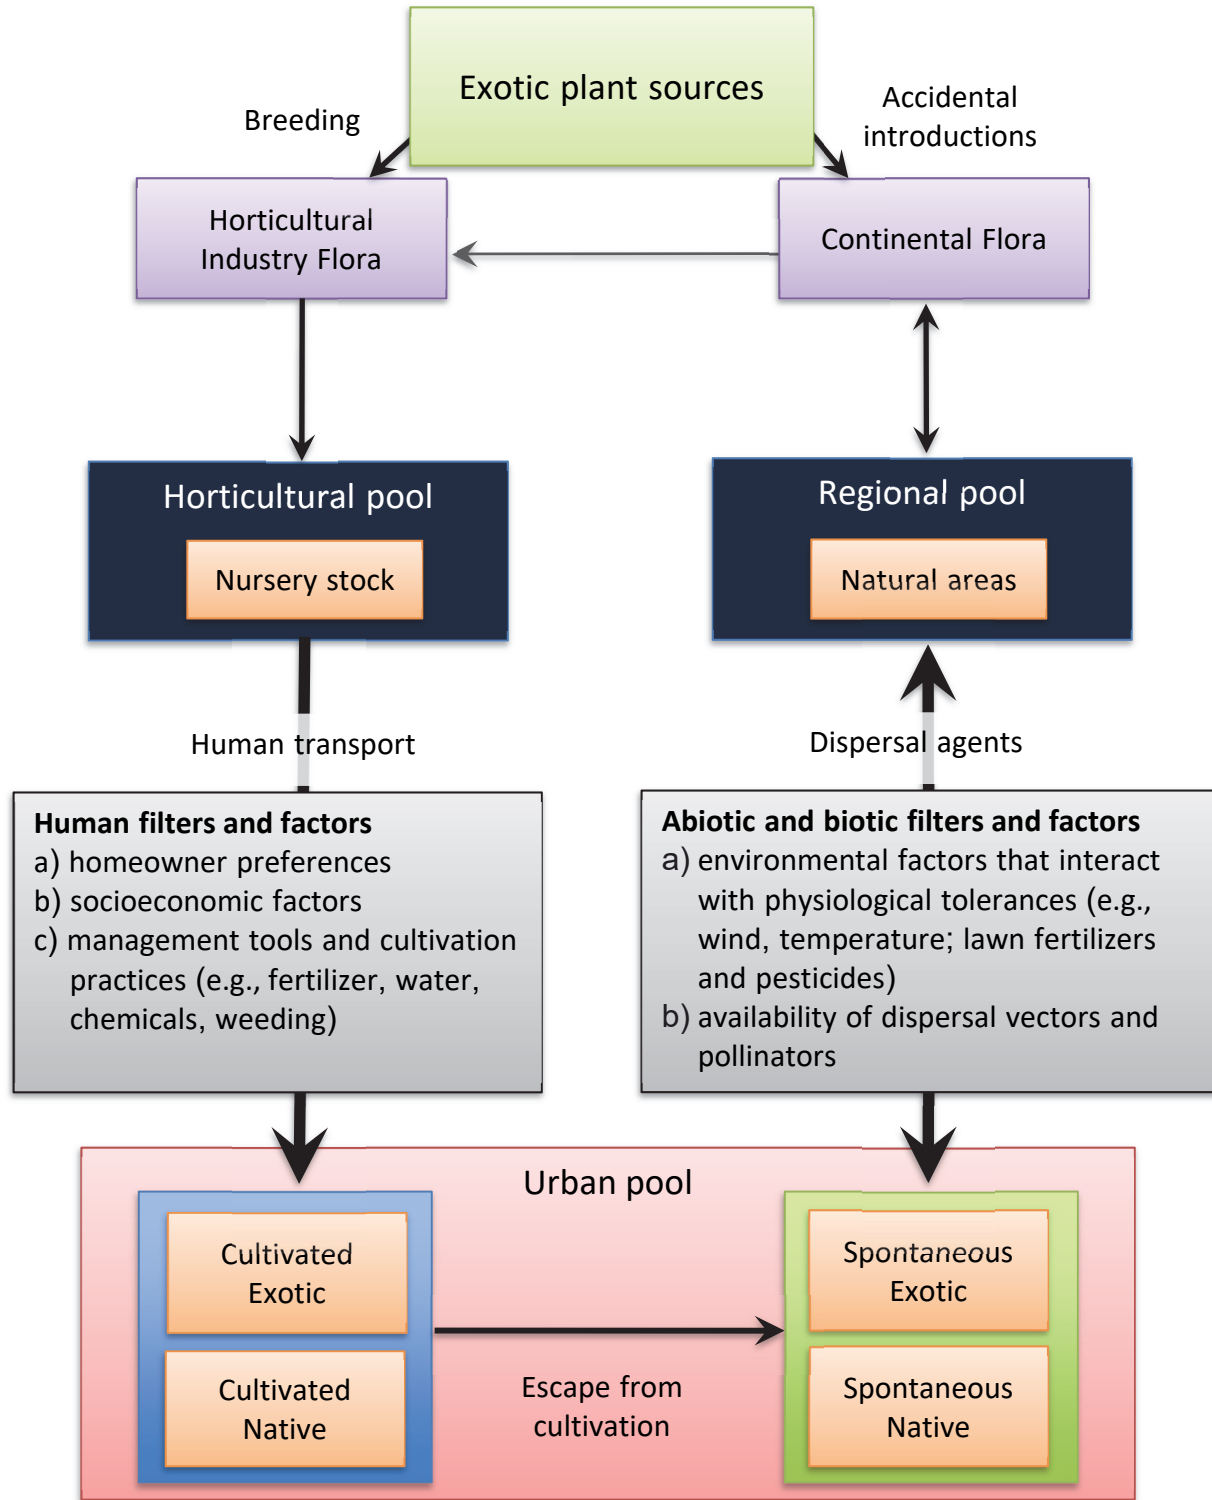 Exotic plant sources
Breeding
Accidental
introductions
Horticultural
Industry Flora
Continental Flora
Horticultural pool
Nursery stock
Regional pool
Natural areas
Human transport
Dispersal agents
Human filters and factors
a) homeowner preferences
b) socioeconomic factors
c) management tools and cultivation
practices (e.g., fertilizer, water,
chemicals, weeding)
Abiotic and biotic filters and factors
a) environmental factors that interact
with physiological tolerances (e.g.,
wind, temperature; lawn fertilizers
and pesticides)
b) availability of dispersal vectors and
pollinators
Urban pool
Cultivated
Exotic
Cultivated
Native
Escape from
cultivation
Spontaneous
Exotic
Spontaneous
Native